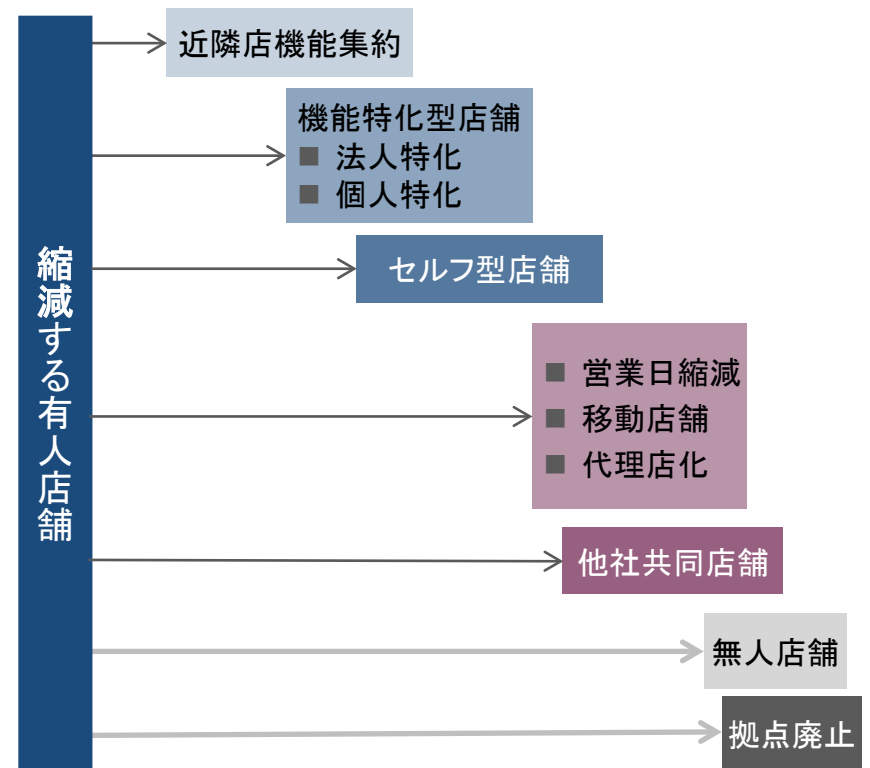 縮減する有人店舗
近隣店機能集約
機能特化型店舗
■ 法人特化
■ 個人特化
セルフ型店舗
■ 営業日縮減
■ 移動店舗
■ 代理店化
他社共同店舗
無人店舗
拠点廃止